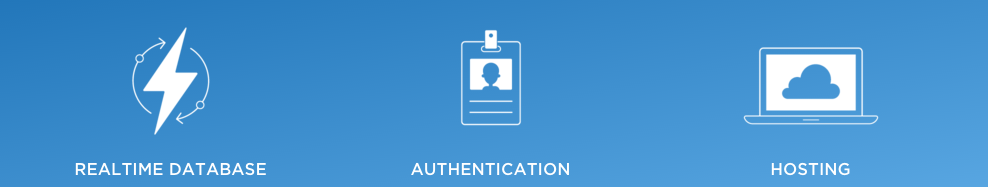 REALTIME DATABASE
AUTHENTICATION
HOSTING